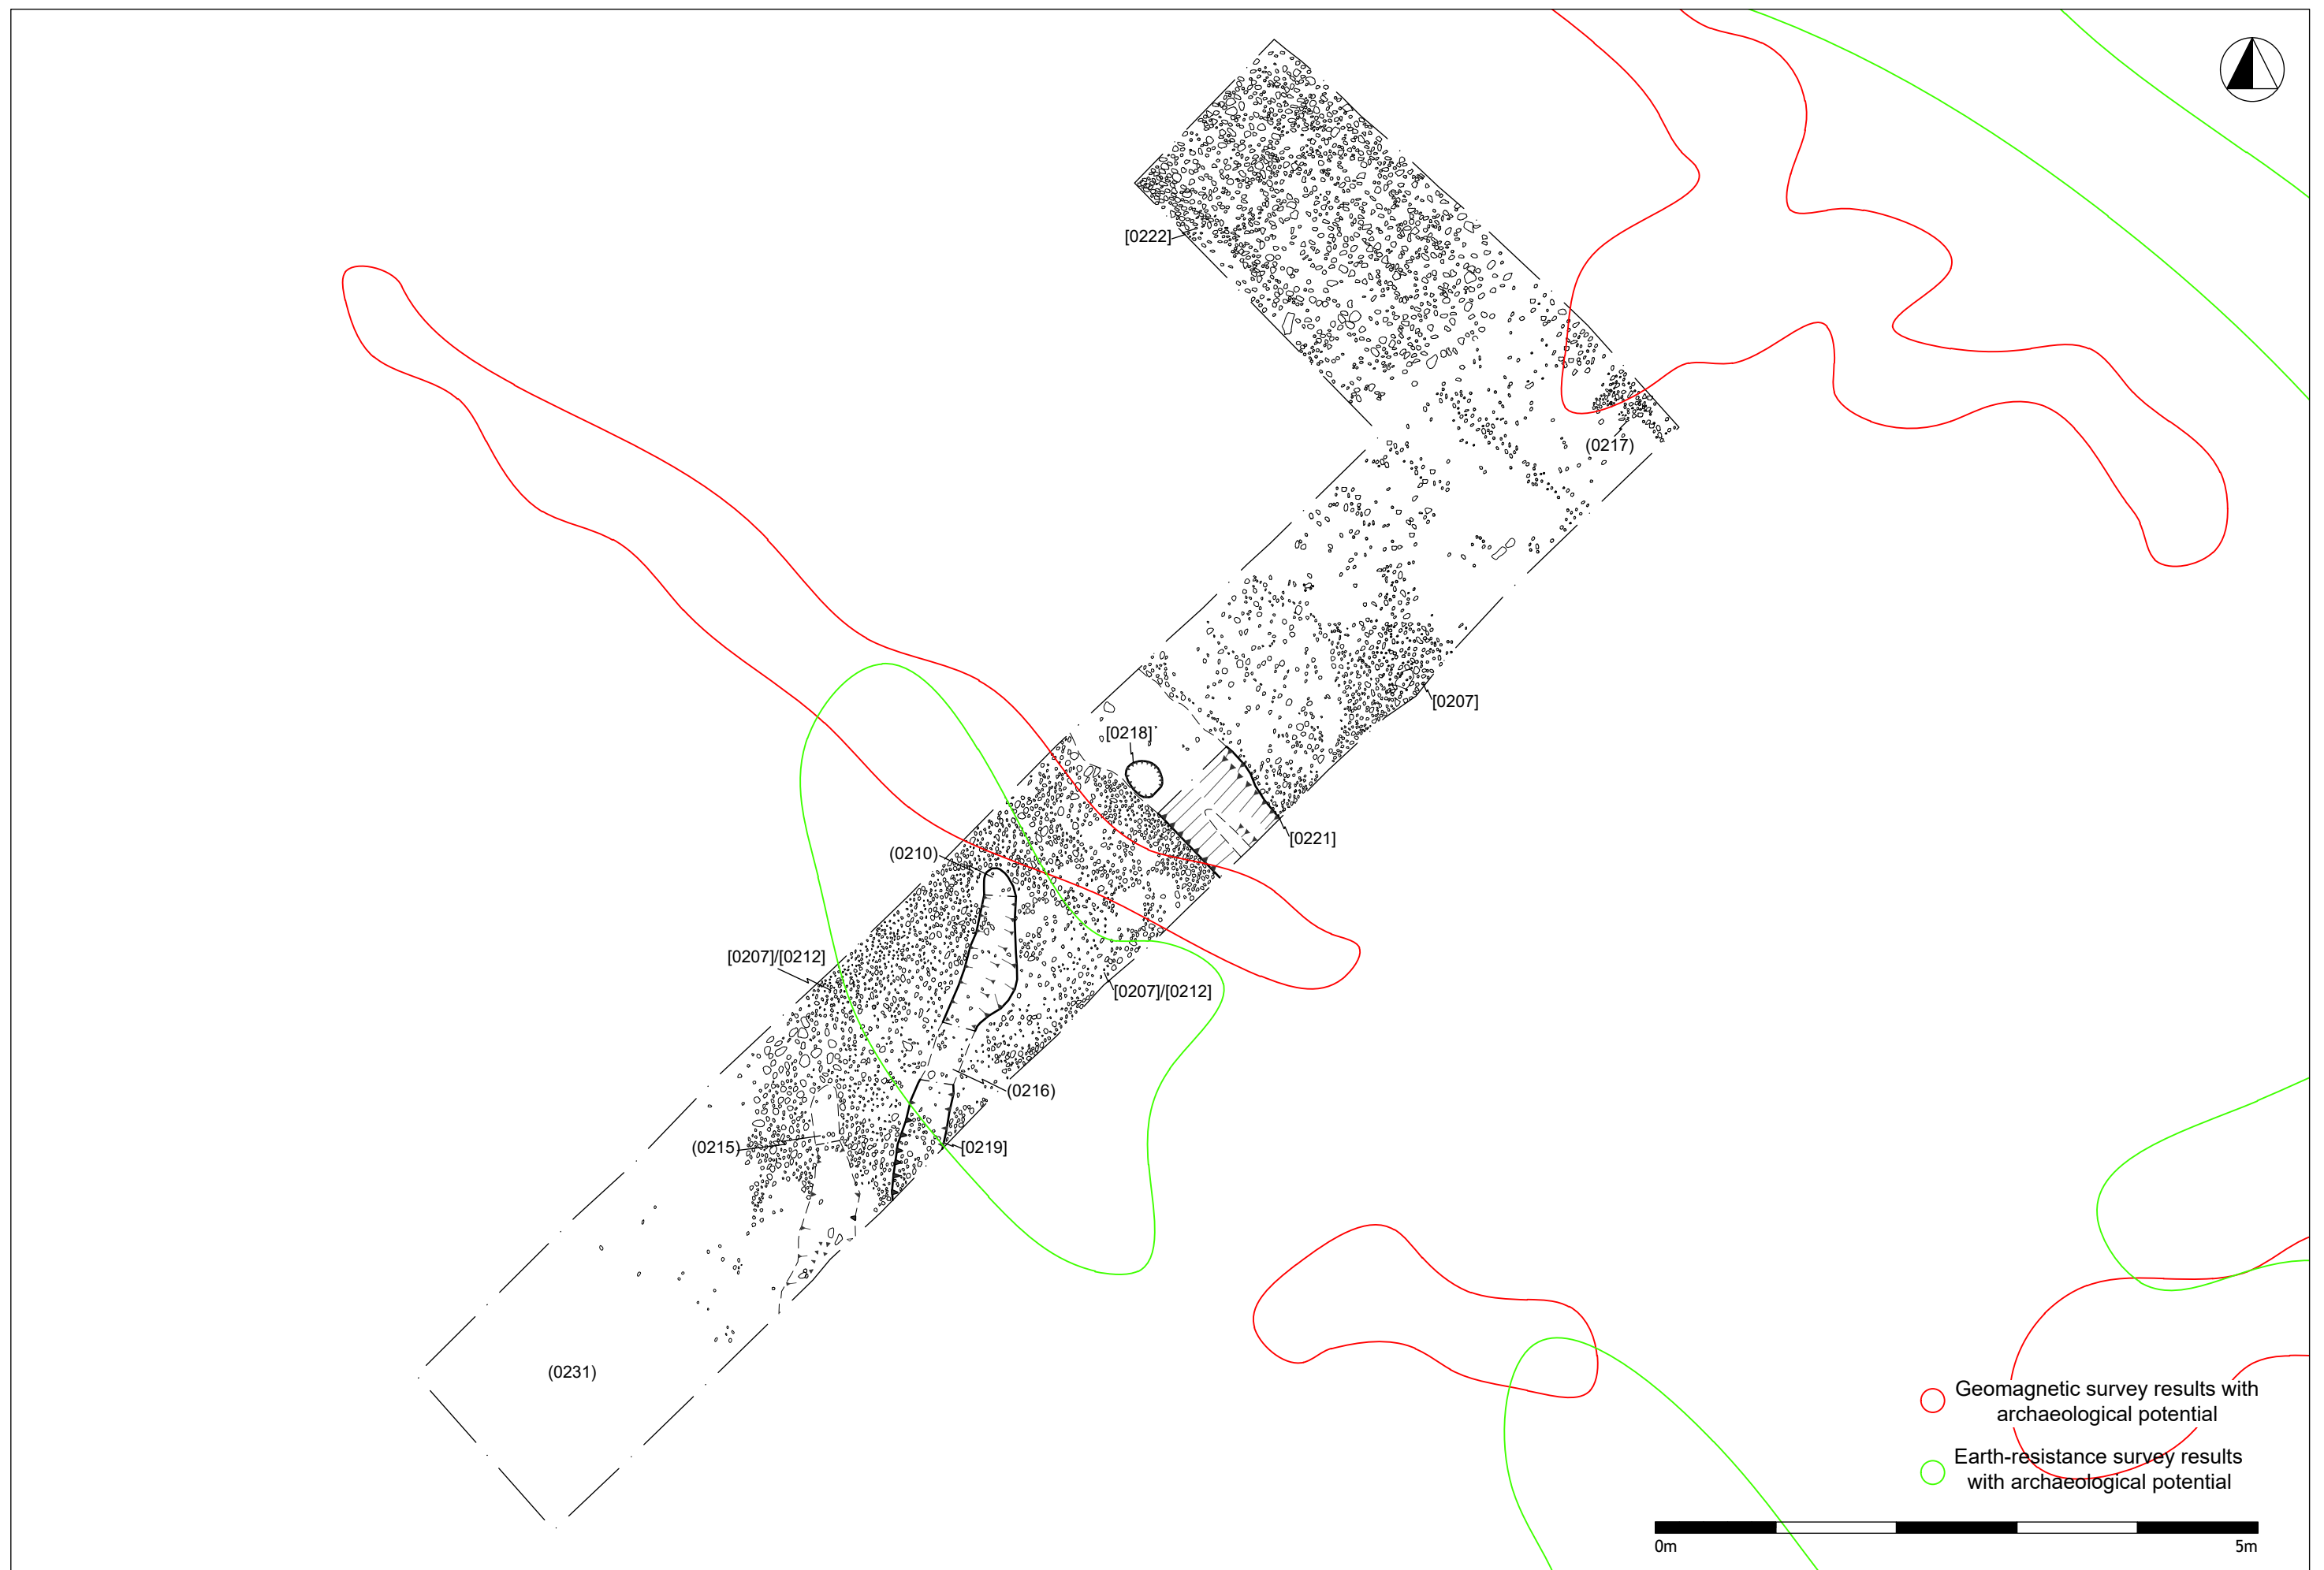 [0222]
(0217)
[0207]
[0218]
[0221]
(0210)
[0207]/[0212]
[0207]/[0212]
(0216)
(0215)
[0219]
(0231)
Geomagnetic survey results with
archaeological potential
Earth-resistance survey results
with archaeological potential
0m
5m